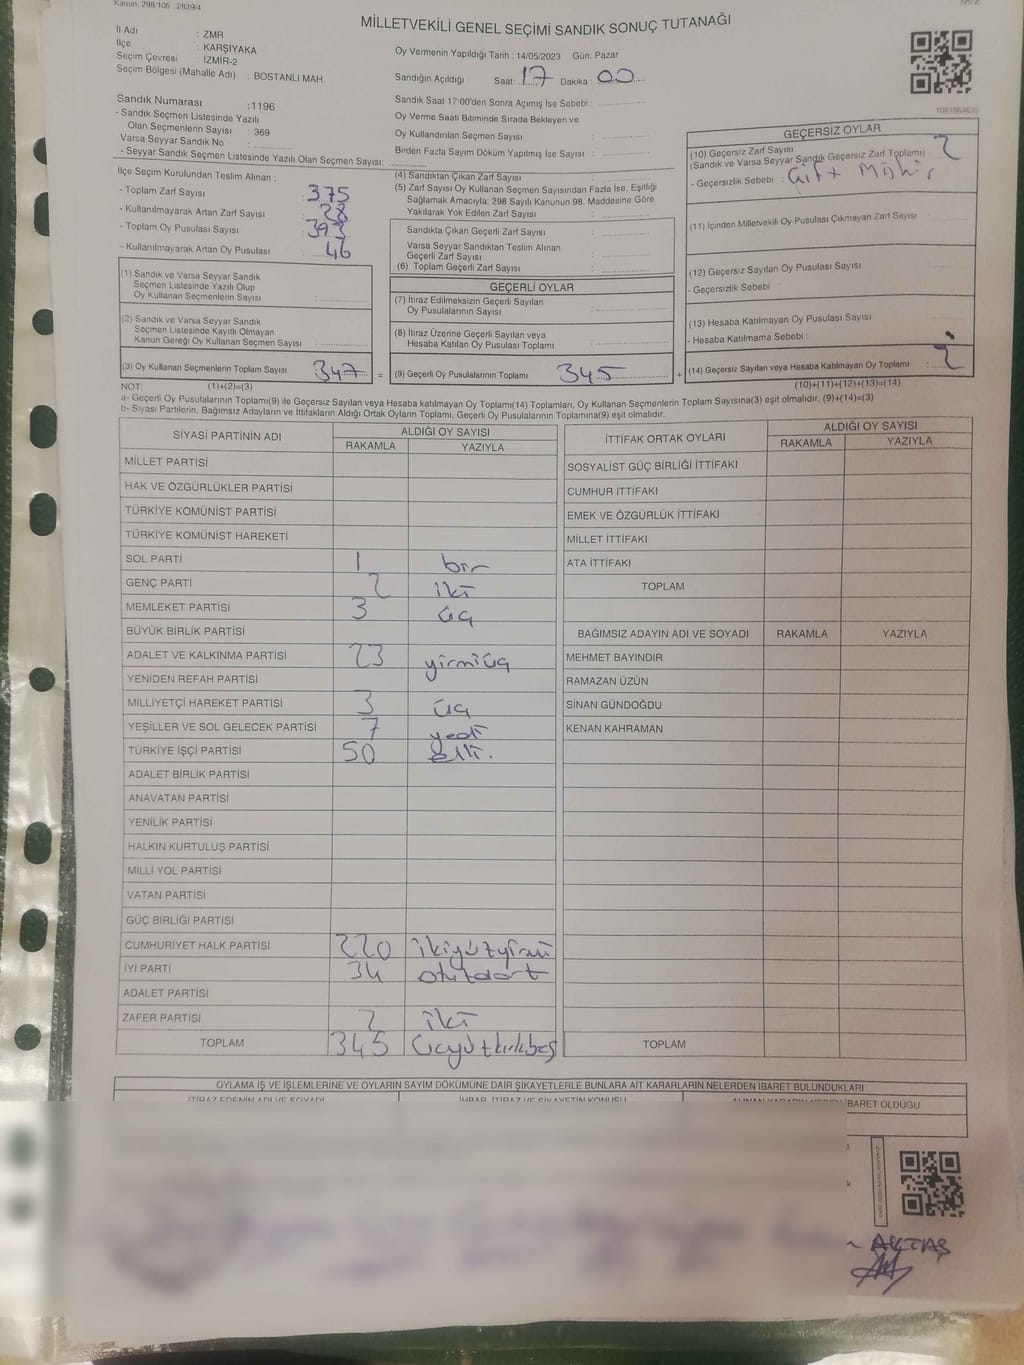 Kanun, 298/105
MİLLETVEKİLİ GENEL SEÇİMİ SANDIK SONUÇ TUTANAĞI
İl Adı : ZMR
İlçe : KARŞIYAKA
Seçim Çevresi : İZMİR-2
Seçim Bölgesi (Mahalle Adı) : BOSTANLI MAH.
Oy Vermenin Yapıldığı Tarih : 14/05/2023 Gün: Pazar
Sandığın Açıldığı Saat: 17 Dakika : 00
Sandık Numarası :1196
- Sandık Seçmen Listesinde Yazılı
Olan Seçmenlerin Sayısı : 369
Varsa Seyyar Sandık No :
- Seyyar Sandık Seçmen Listesinde Yazılı Olan Seçmen Sayısı:
Sandık Saat 17:00'den Sonra Açımış İse Sebebi :
Oy Verme Saati Bitiminde Sırada Bekleyen ve
Oy Kullandırılan Seçmen Sayısı :
Birden Fazla Sayım Döküm Yapılmış İse Sayısı :
İlçe Seçim Kurulundan Teslim Alınan ;
- Toplam Zarf Sayısı : 375
- Kullanılmayarak Artan Zarf Sayısı : 28
- Toplam Oy Pusulası Sayısı : 393
- Kullanılmayarak Artan Oy Pusulası : 46
(4) Sandıktan Çıkan Zarf Sayısı :
(5) Zarf Sayısı Oy Kullanan Seçmen Sayısından Fazla İse, Eşitliği
Sağlamak Amacıyla; 298 Sayılı Kanunun 98. Maddesine Göre
Yakılarak Yok Edilen Zarf Sayısı :
Sandıkta Çıkan Geçerli Zarf Sayısı :
Varsa Seyyar Sandıktan Teslim Alınan
Geçerli Zarf Sayısı :
(6) Toplam Geçerli Zarf Sayısı :
GEÇERSİZ OYLAR
(10) Geçersiz Zarf Sayısı
(Sandık ve Varsa Seyyar Sandık Geçersiz Zarf Toplamı) : 2
- Geçersizlik Sebebi : Çift Mühür
(11) İçinden Milletvekili Oy Pusulası Çıkmayan Zarf Sayısı :
(12) Geçersiz Sayılan Oy Pusulası Sayısı
- Geçersizlik Sebebi :
(13) Hesaba Katılmayan Oy Pusulası Sayısı
- Hesaba Katılmama Sebebi :
(14) Geçersiz Sayılan veya Hesaba Katılmayan Oy Toplamı : 2
(1) Sandık ve Varsa Seyyar Sandık
Seçmen Listesinde Yazılı Olup
Oy Kullanan Seçmenlerin Sayısı :
(2) Sandık ve Varsa Seyyar Sandık
Seçmen Listesinde Kayıtlı Olmayan
Kanun Gereği Oy Kullanan Seçmen Sayısı :
(3) Oy Kullanan Seçmenlerin Toplam Sayısı : 347 =
GEÇERLİ OYLAR
(7) İtiraz Edilmeksizin Geçerli Sayılan
Oy Pusulalarının Sayısı :
(8) İtiraz Üzerine Geçerli Sayılan veya
Hesaba Katılan Oy Pusulası Toplamı :
(9) Geçerli Oy Pusulalarının Toplamı : 345 +
NOT: (1)+(2)=(3)
(10)+(11)+(12)+(13)=(14)
a- Geçerli Oy Pusulalarının Toplamı(9) ile Geçersiz Sayılan veya Hesaba katılmayan Oy Toplamı(14) Toplamları, Oy Kullanan Seçmenlerin Toplam Sayısına(3) eşit olmalıdır. (9)+(14)=(3)
b- Siyasi Partilerin, Bağımsız Adayların ve İttifakların Aldığı Ortak Oyların Toplamı, Geçerli Oy Pusulalarının Toplamına(9) eşit olmalıdır.
SİYASİ PARTİNİN ADI ALDIĞI OY SAYISI
RAKAMLA YAZIYLA
MİLLET PARTİSİ
HAK VE ÖZGÜRLÜKLER PARTİSİ
TÜRKİYE KOMÜNİST PARTİSİ
TÜRKİYE KOMÜNİST HAREKETİ
SOL PARTİ 1 bir
GENÇ PARTİ 2 iki
MEMLEKET PARTİSİ 3 üç
BÜYÜK BİRLİK PARTİSİ
ADALET VE KALKINMA PARTİSİ 23 yirmiüç
YENİDEN REFAH PARTİSİ
MİLLİYETÇİ HAREKET PARTİSİ 3 üç
YEŞİLLER VE SOL GELECEK PARTİSİ 7 yedi
TÜRKİYE İŞÇİ PARTİSİ 50 elli.
ADALET BİRLİK PARTİSİ
ANAVATAN PARTİSİ
YENİLİK PARTİSİ
HALKIN KURTULUŞ PARTİSİ
MİLLİ YOL PARTİSİ
VATAN PARTİSİ
GÜÇ BİRLİĞİ PARTİSİ
CUMHURİYET HALK PARTİSİ 220 ikiyüzyirmi
İYİ PARTİ 34 otuzdört
ADALET PARTİSİ
ZAFER PARTİSİ 2 iki
TOPLAM 345 üçyüzkırkbeş
İTTİFAK ORTAK OYLARI ALDIĞI OY SAYISI
RAKAMLA YAZIYLA
SOSYALİST GÜÇ BİRLİĞİ İTTİFAKI
CUMHUR İTTİFAKI
EMEK VE ÖZGÜRLÜK İTTİFAKI
MİLLET İTTİFAKI
ATA İTTİFAKI
TOPLAM
BAĞIMSIZ ADAYIN ADI VE SOYADI RAKAMLA YAZIYLA
MEHMET BAYINDIR
RAMAZAN ÜZÜN
SİNAN GÜNDOĞDU
KENAN KAHRAMAN
TOPLAM
OYLAMA İŞ VE İŞLEMLERİNE VE OYLARIN SAYIM DÖKÜMÜNE DAİR ŞİKAYETLERLE BUNLARA AİT KARARLARIN NELERDEN İBARET BULUNDUKLARI
İTİRAZ EDENİN ADI VE SOYADI İHBAR, İTİRAZ VE ŞİKAYETİN KONUSU İBARET OLDUĞU
AKTAŞ